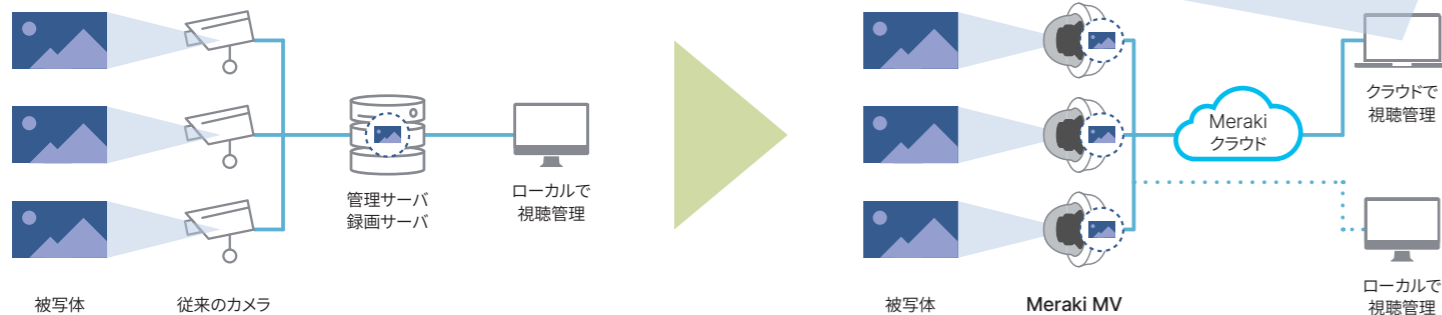 管理サーバ
録画サーバ
ローカルで
視聴管理
被写体
従来のカメラ
Meraki
クラウド
クラウドで
視聴管理
ローカルで
視聴管理
被写体
Meraki MV